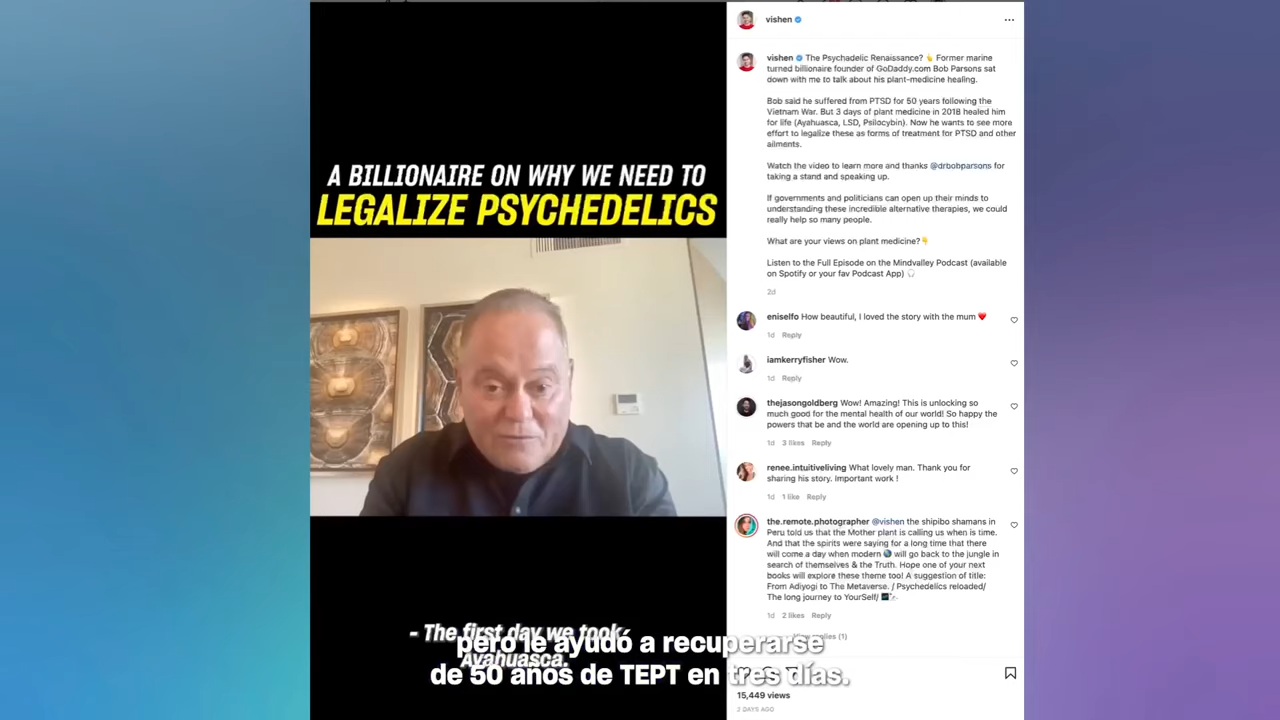 A BILLIONAIRE ON WHY WE NEED TO
LEGALIZE PSYCHEDELICS
- The first day we took
Ayahuasca.
pero le ayudó a recuperarse
de 50 años de TEPT en tres días.
vishen
vishen The Psychadelic Renaissance? 👆 Former marine
turned billionaire founder of GoDaddy.com Bob Parsons sat
down with me to talk about his plant-medicine healing.
Bob said he suffered from PTSD for 50 years following the
Vietnam War. But 3 days of plant medicine in 2018 healed him
for life (Ayahuasca, LSD, Psilocybin). Now he wants to see more
effort to legalize these as forms of treatment for PTSD and other
ailments.
Watch the video to learn more and thanks @drbobparsons for
taking a stand and speaking up.
If governments and politicians can open up their minds to
understanding these incredible alternative therapies, we could
really help so many people.
What are your views on plant medicine?👇
Listen to the Full Episode on the Mindvalley Podcast (available
on Spotify or your fav Podcast App) 🎧
2d
eniselfo How beautiful, I loved the story with the mum ❤️
1d Reply
iamkerryfisher Wow.
1d Reply
thejasongoldberg Wow! Amazing! This is unlocking so
much good for the mental health of our world! So happy the
powers that be and the world are opening up to this!
1d 3 likes Reply
renee.intuitiveliving What lovely man. Thank you for
sharing his story. Important work !
1d 1 like Reply
the.remote.photographer @vishen the shipibo shamans in
Peru told us that the Mother plant is calling us when is time.
And that the spirits were saying for a long time that there
will come a day when modern 🌎 will go back to the jungle in
search of themselves & the Truth. Hope one of your next
books will explore these theme too! A suggestion of title:
From Adiyogi to The Metaverse. / Psychedelics reloaded/
The long journey to YourSelf/
1d 2 likes Reply
View replies (1)
15,449 views
2 DAYS AGO